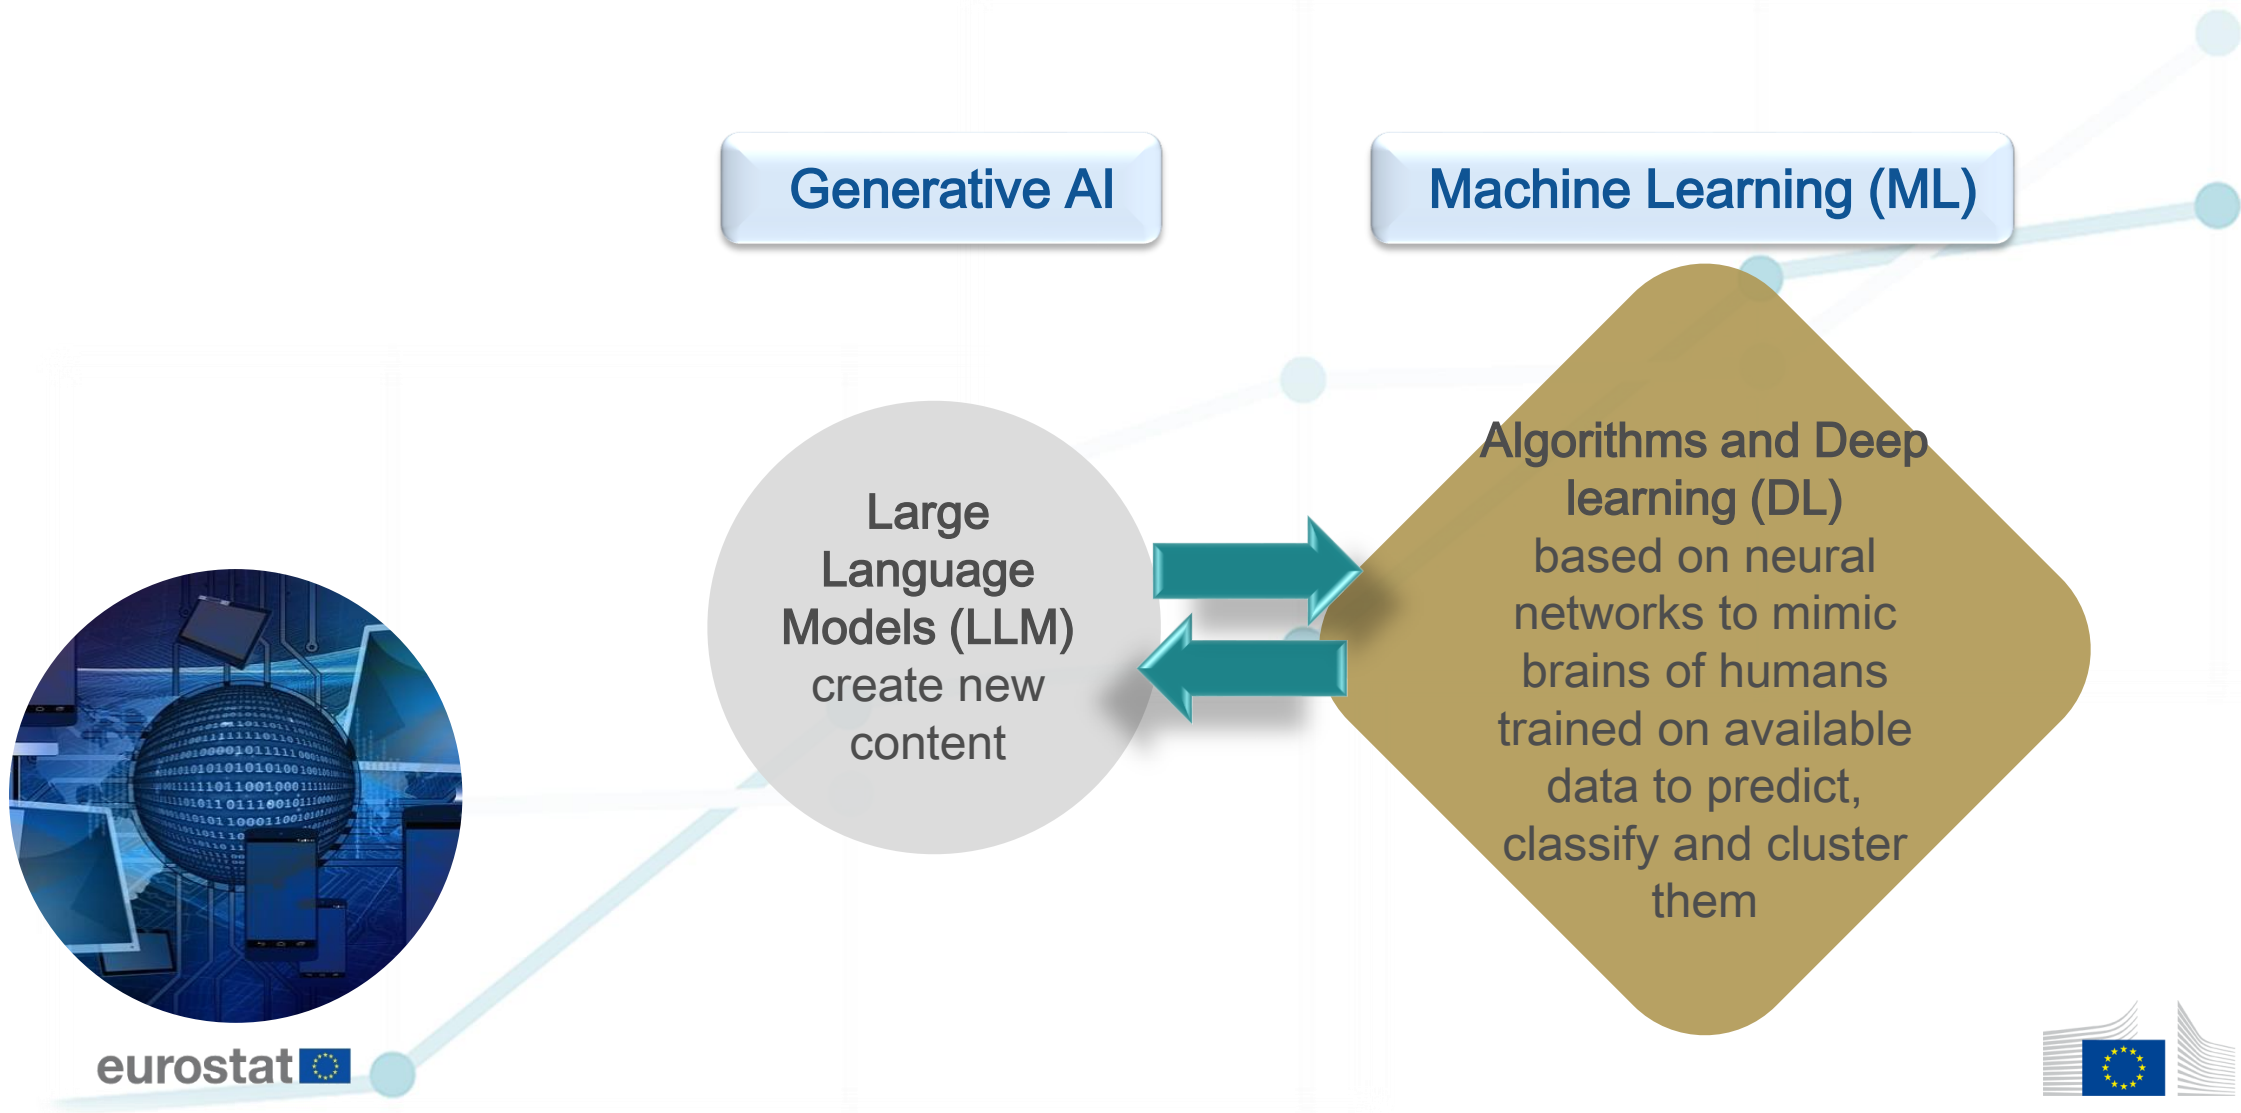 Generative AI
Machine Learning (ML)
Large
Language
Models (LLM)
create new
content
Algorithms and Deep
learning (DL)
based on neural
networks to mimic
brains of humans
trained on available
data to predict,
classify and cluster
them
eurostat